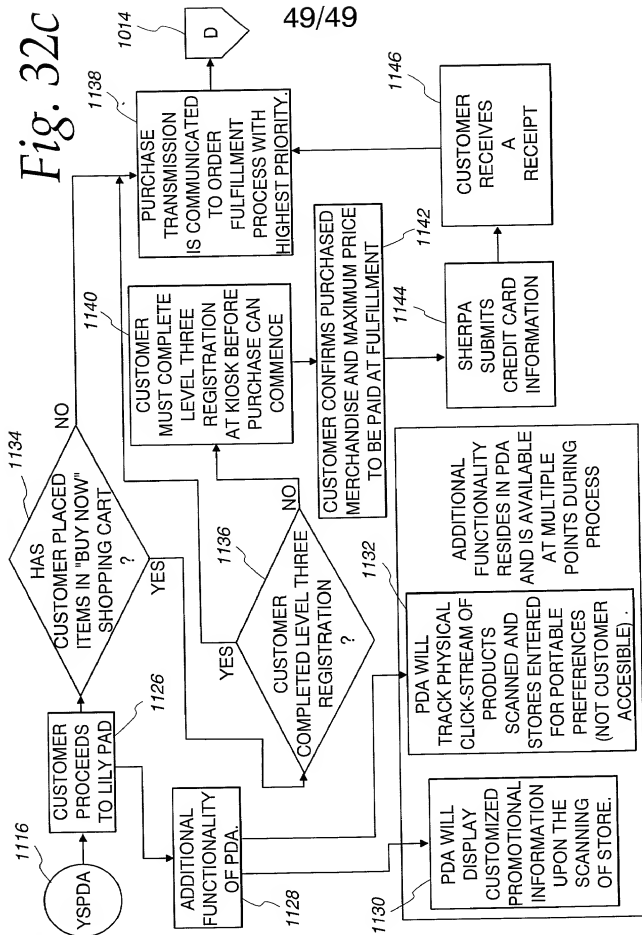 49/49
Fig. 32c
1116
YSPDA
CUSTOMER
PROCEEDS
TO LILY PAD
1126
HAS
CUSTOMER PLACED
ITEMS IN "BUY NOW"
SHOPPING CART
?
1134
NO
YES
PURCHASE
TRANSMISSION
IS COMMUNICATED
TO ORDER
FULFILLMENT
PROCESS WITH
HIGHEST PRIORITY.
1138
D
1014
ADDITIONAL
FUNCTIONALITY
OF PDA.
1128
YES
CUSTOMER
COMPLETED LEVEL THREE
REGISTRATION
?
1136
NO
CUSTOMER
MUST COMPLETE
LEVEL THREE
REGISTRATION
AT KIOSK BEFORE
PURCHASE CAN
COMMENCE
1140
CUSTOMER CONFIRMS PURCHASED
MERCHANDISE AND MAXIMUM PRICE
TO BE PAID AT FULFILLMENT
1142
SHERPA
SUBMITS
CREDIT CARD
INFORMATION
1144
CUSTOMER
RECEIVES
A
RECEIPT
1146
PDA WILL
DISPLAY
CUSTOMIZED
PROMOTIONAL
INFORMATION
UPON THE
SCANNING
OF STORE.
1130
PDA WILL
TRACK PHYSICAL
CLICK-STREAM OF
PRODUCTS
SCANNED AND
STORES ENTERED
FOR PORTABLE
PREFERENCES
(NOT CUSTOMER
ACCESIBLE).
1132
ADDITIONAL
FUNCTIONALITY
RESIDES IN PDA
AND IS AVAILABLE
AT MULTIPLE
POINTS DURING
PROCESS